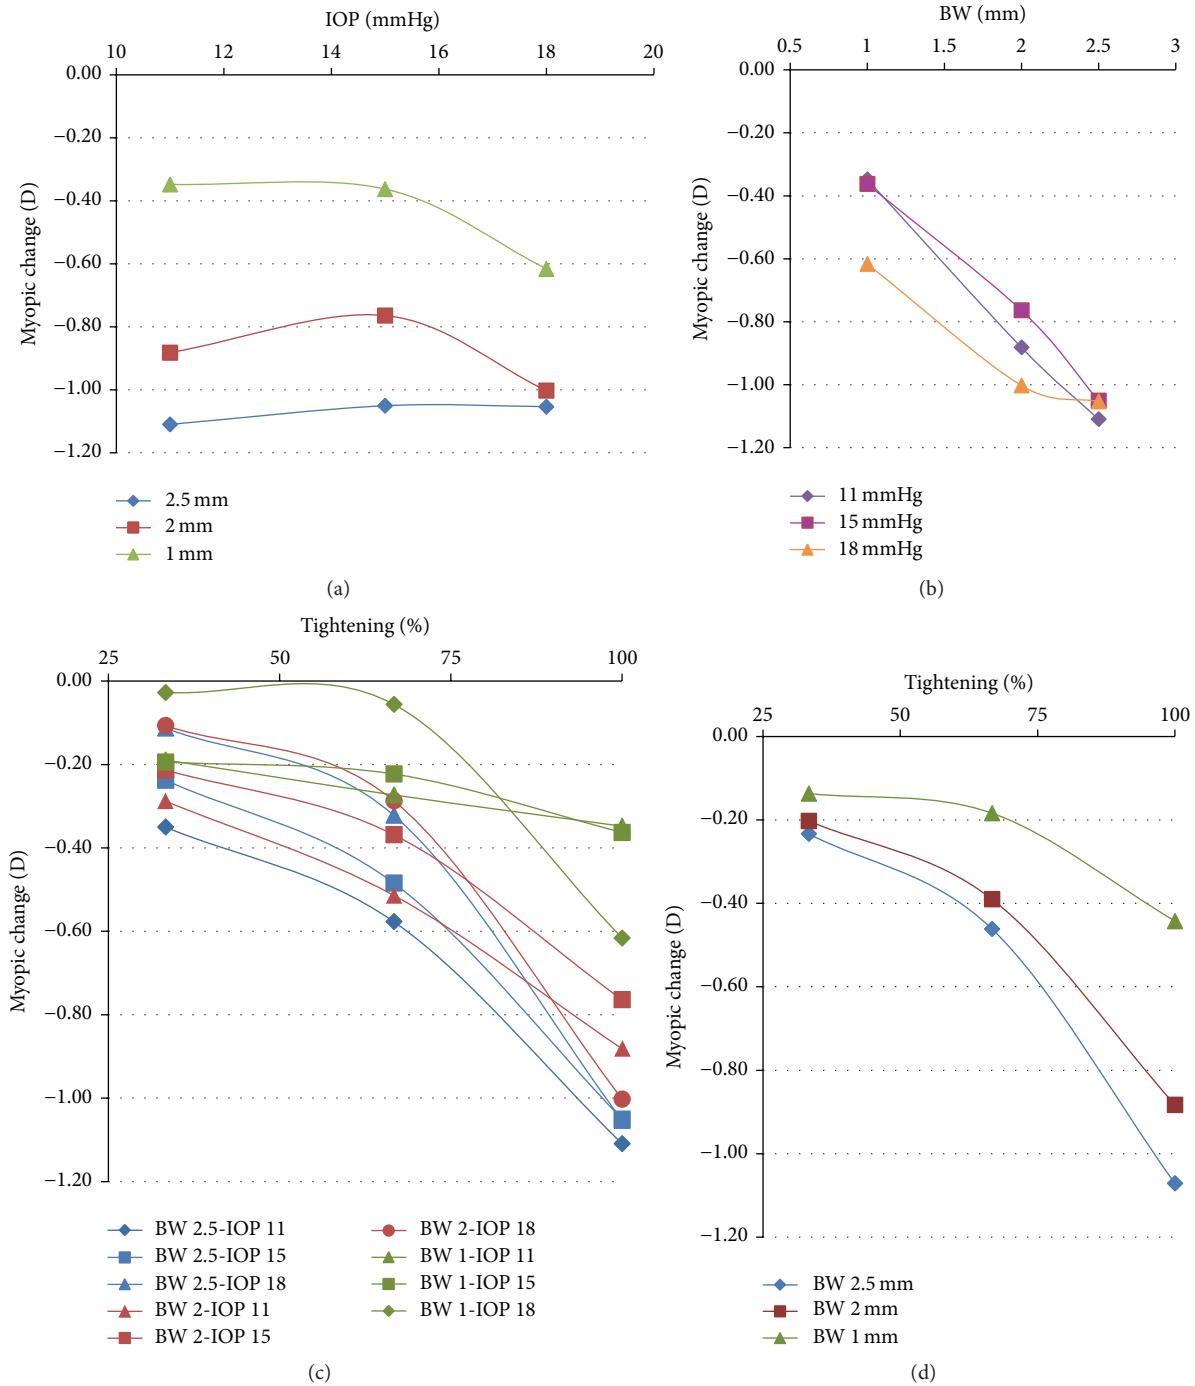 IOP (mmHg)
10 12 14 16 18 20
0.00
−0.20
−0.40
−0.60
−0.80
−1.00
−1.20
Myopic change (D)
2.5 mm
2 mm
1 mm
(a)
BW (mm)
0.5 1 1.5 2 2.5 3
0.00
−0.20
−0.40
−0.60
−0.80
−1.00
−1.20
Myopic change (D)
11 mmHg
15 mmHg
18 mmHg
(b)
Tightening (%)
25 50 75 100
0.00
−0.20
−0.40
−0.60
−0.80
−1.00
−1.20
Myopic change (D)
BW 2.5-IOP 11
BW 2.5-IOP 15
BW 2.5-IOP 18
BW 2-IOP 11
BW 2-IOP 15
BW 2-IOP 18
BW 1-IOP 11
BW 1-IOP 15
BW 1-IOP 18
(c)
Tightening (%)
25 50 75 100
0.00
−0.20
−0.40
−0.60
−0.80
−1.00
−1.20
Myopic change (D)
BW 2.5 mm
BW 2 mm
BW 1 mm
(d)